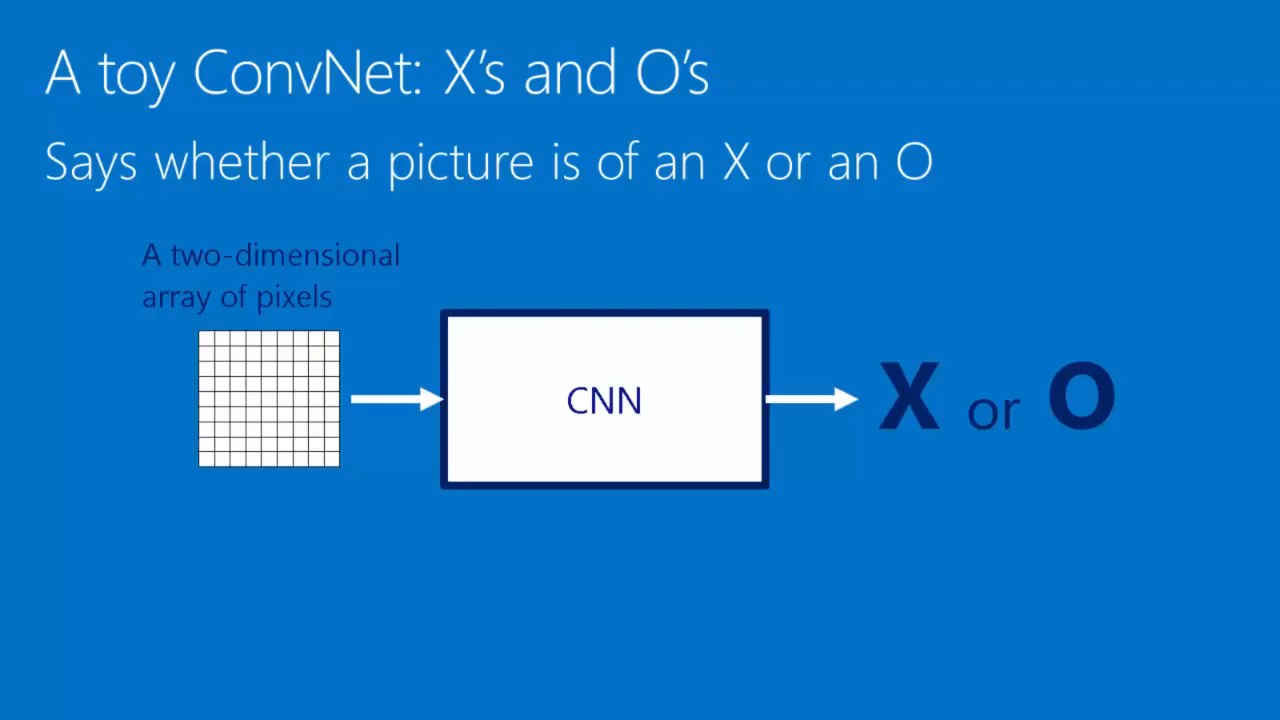 A toy ConvNet: X's and O's
Says whether a picture is of an X or an O
A two-dimensional
array of pixels
CNN
X or O